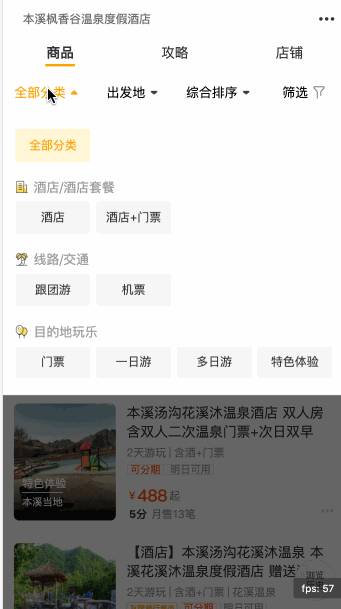 本溪枫香谷温泉度假酒店
商品 攻略 店铺
全部分类 出发地 综合排序 筛选
全部分类
酒店/酒店套餐
酒店 酒店+门票
线路/交通
跟团游 机票
目的地玩乐
门票 一日游 多日游 特色体验
本溪汤沟花溪沐温泉酒店 双人房
含双人二次温泉门票+次日双早
2天游玩 | 含酒+门票
可分期 明日可用
¥488起
5分 月售13笔
特色体验
本溪当地
【酒店】本溪汤沟花溪沐温泉 本
溪花溪沐温泉度假酒店 赠送
2天游玩 | 含酒+门票 | 花溪温泉
可分期 明日可用
浏览
fps: 57